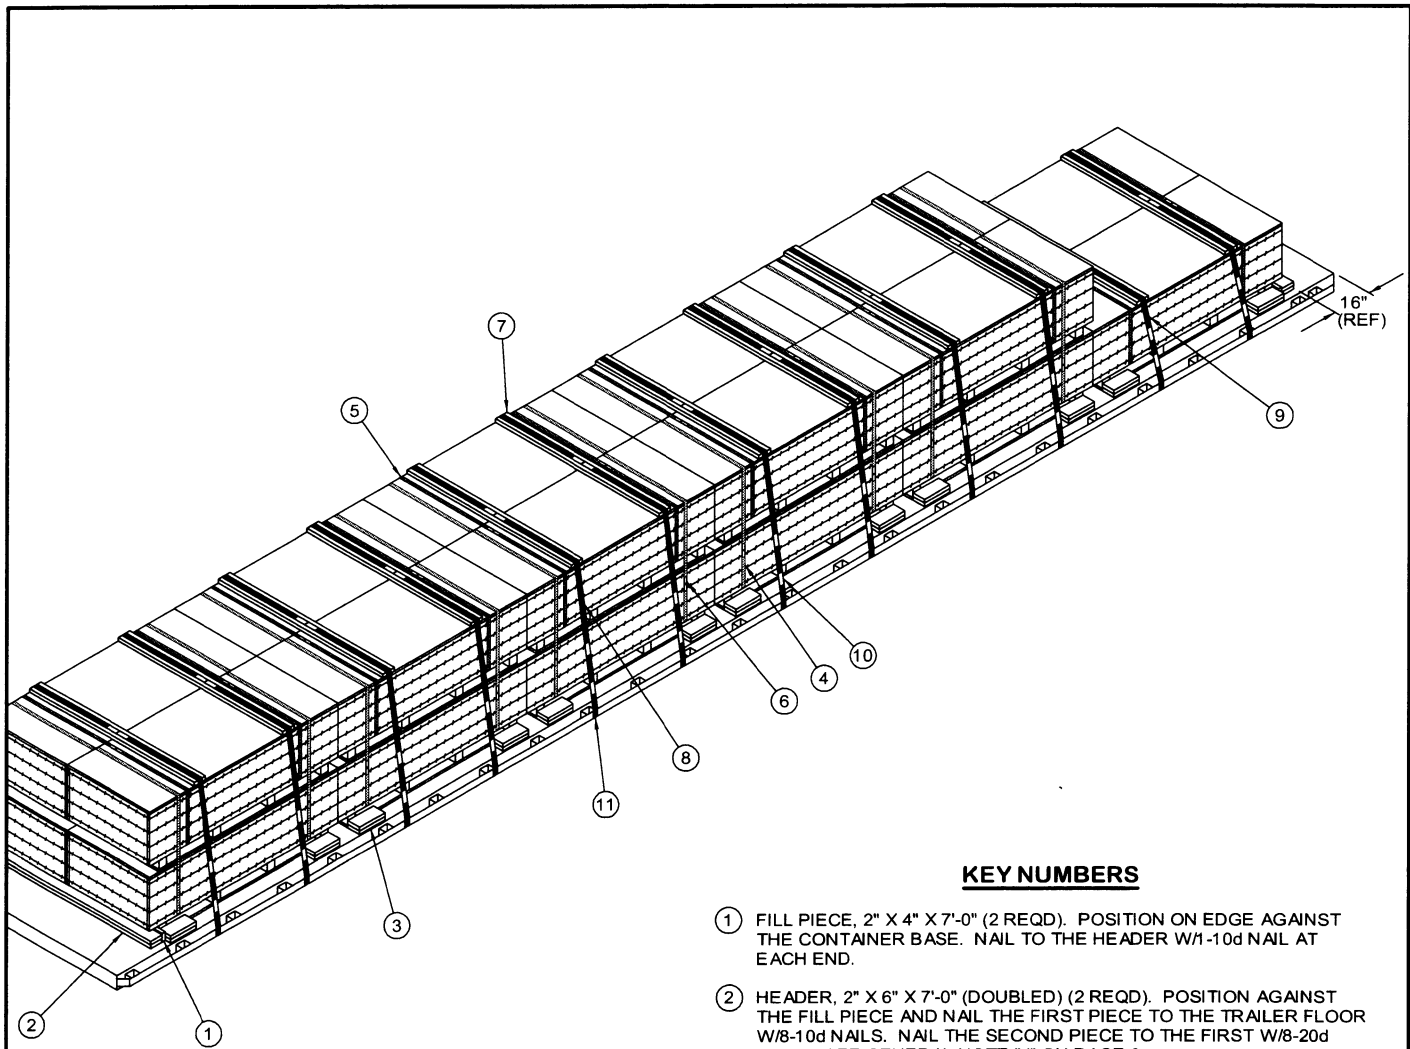 16"
(REF)
7
5
9
10
4
6
8
11
3
2
1
KEY NUMBERS
1 FILL PIECE, 2" X 4" X 7'-0" (2 REQD). POSITION ON EDGE AGAINST
THE CONTAINER BASE. NAIL TO THE HEADER W/1-10d NAIL AT
EACH END.
2 HEADER, 2" X 6" X 7'-0" (DOUBLED) (2 REQD). POSITION AGAINST
THE FILL PIECE AND NAIL THE FIRST PIECE TO THE TRAILER FLOOR
W/8-10d NAILS. NAIL THE SECOND PIECE TO THE FIRST W/8-20d